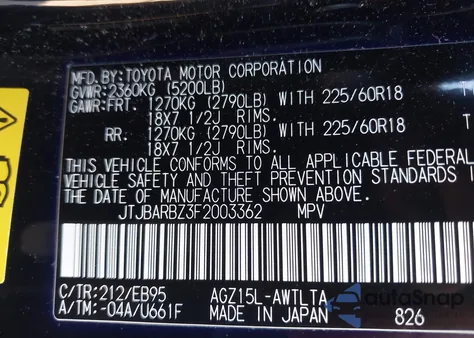 MFD.BY:TOYOTA MOTOR CORPORATION
GVWR:2360KG (5200LB)
GAWR:FRT. 1270KG (2790LB) WITH 225/60R18
18X7 1/2J RIMS.
RR. 1270KG (2790LB) WITH 225/60R18
18X7 1/2J RIMS.
THIS VEHICLE CONFORMS TO ALL APPLICABLE FEDERAL
VEHICLE SAFETY AND THEFT PREVENTION STANDARDS I
THE DATE OF MANUFACTURE SHOWN ABOVE.
JTJBARBZ3F2003362 MPV
C/TR:212/EB95 AGZ15L-AWTLTA
A/TM:-04A/U661F MADE IN JAPAN 826
autoSnap